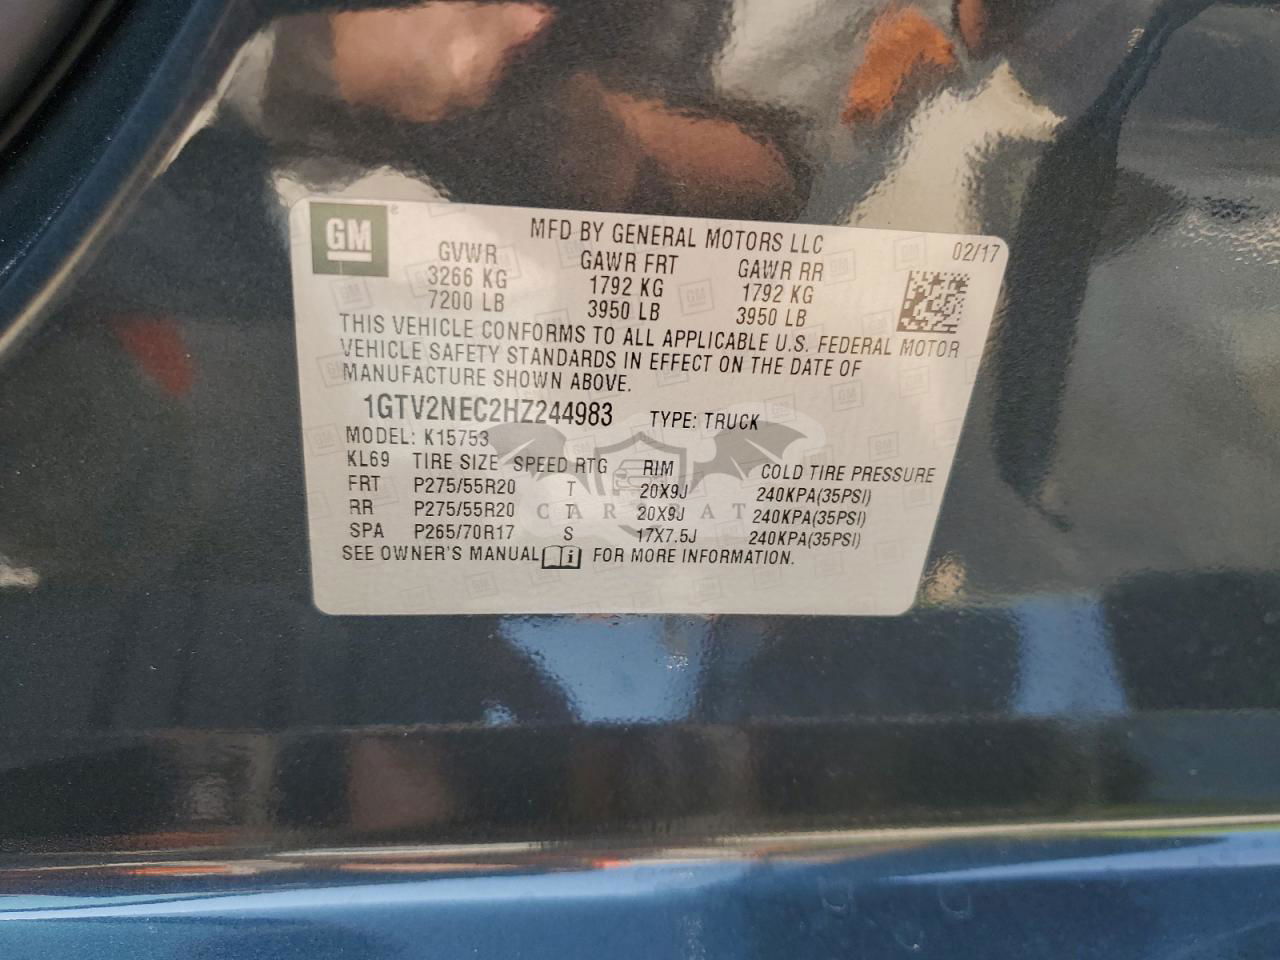 GM ®
MFD BY GENERAL MOTORS LLC 02/17
GVWR GAWR FRT GAWR RR
3266 KG 1792 KG 1792 KG
7200 LB 3950 LB 3950 LB
THIS VEHICLE CONFORMS TO ALL APPLICABLE U.S. FEDERAL MOTOR
VEHICLE SAFETY STANDARDS IN EFFECT ON THE DATE OF
MANUFACTURE SHOWN ABOVE.
1GTV2NEC2HZ244983 TYPE: TRUCK
MODEL: K15753
KL69 TIRE SIZE SPEED RTG RIM COLD TIRE PRESSURE
FRT P275/55R20 T 20X9J 240KPA(35PSI)
RR P275/55R20 T 20X9J 240KPA(35PSI)
SPA P265/70R17 S 17X7.5J 240KPA(35PSI)
SEE OWNER'S MANUAL FOR MORE INFORMATION.